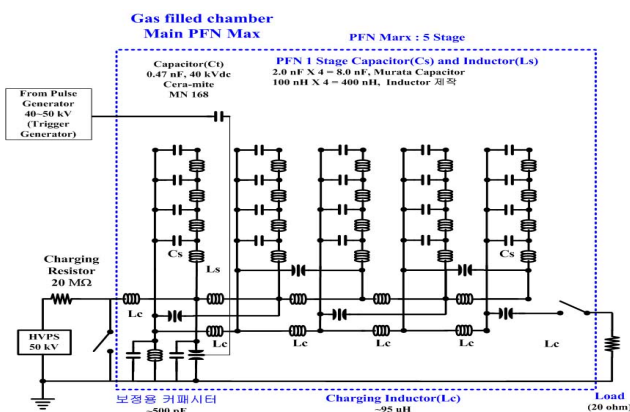 Gas filled chamber
Main PFN Max
PFN Marx : 5 Stage
Capacitor(Ct)
0.47 nF, 40 kVdc
Cera-mite
MN 168
PFN 1 Stage Capacitor(Cs) and Inductor(Ls)
2.0 nF X 4 = 8.0 nF, Murata Capacitor
100 nH X 4 = 400 nH, Inductor 제작
From Pulse
Generator
40~50 kV
(Trigger
Generator)
Cs
Cs
Ls
Charging
Resistor
20 MΩ
Lc
HVPS
50 kV
Lc
Lc
Lc
Lc
Lc
보정용 커패시터
~500 pF
Charging Inductor(Lc)
~95 uH
Load
(20 ohm)